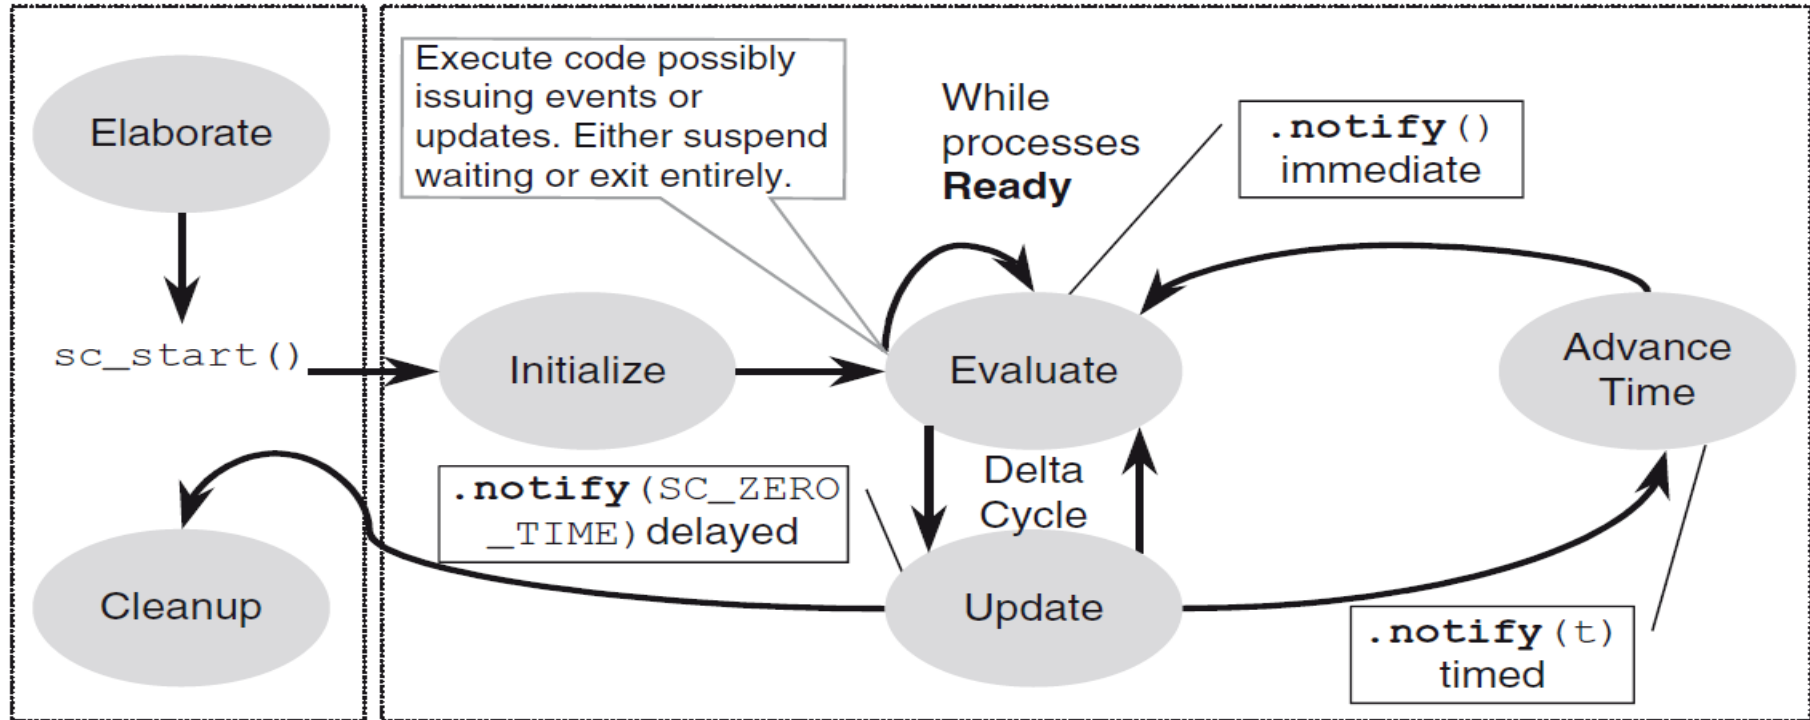 Elaborate
sc_start()
Cleanup
Execute code possibly
issuing events or
updates. Either suspend
waiting or exit entirely.
While
processes
Ready
.notify()
immediate
Initialize
Evaluate
Advance
Time
.notify(SC_ZERO
_TIME) delayed
Delta
Cycle
Update
.notify(t)
timed